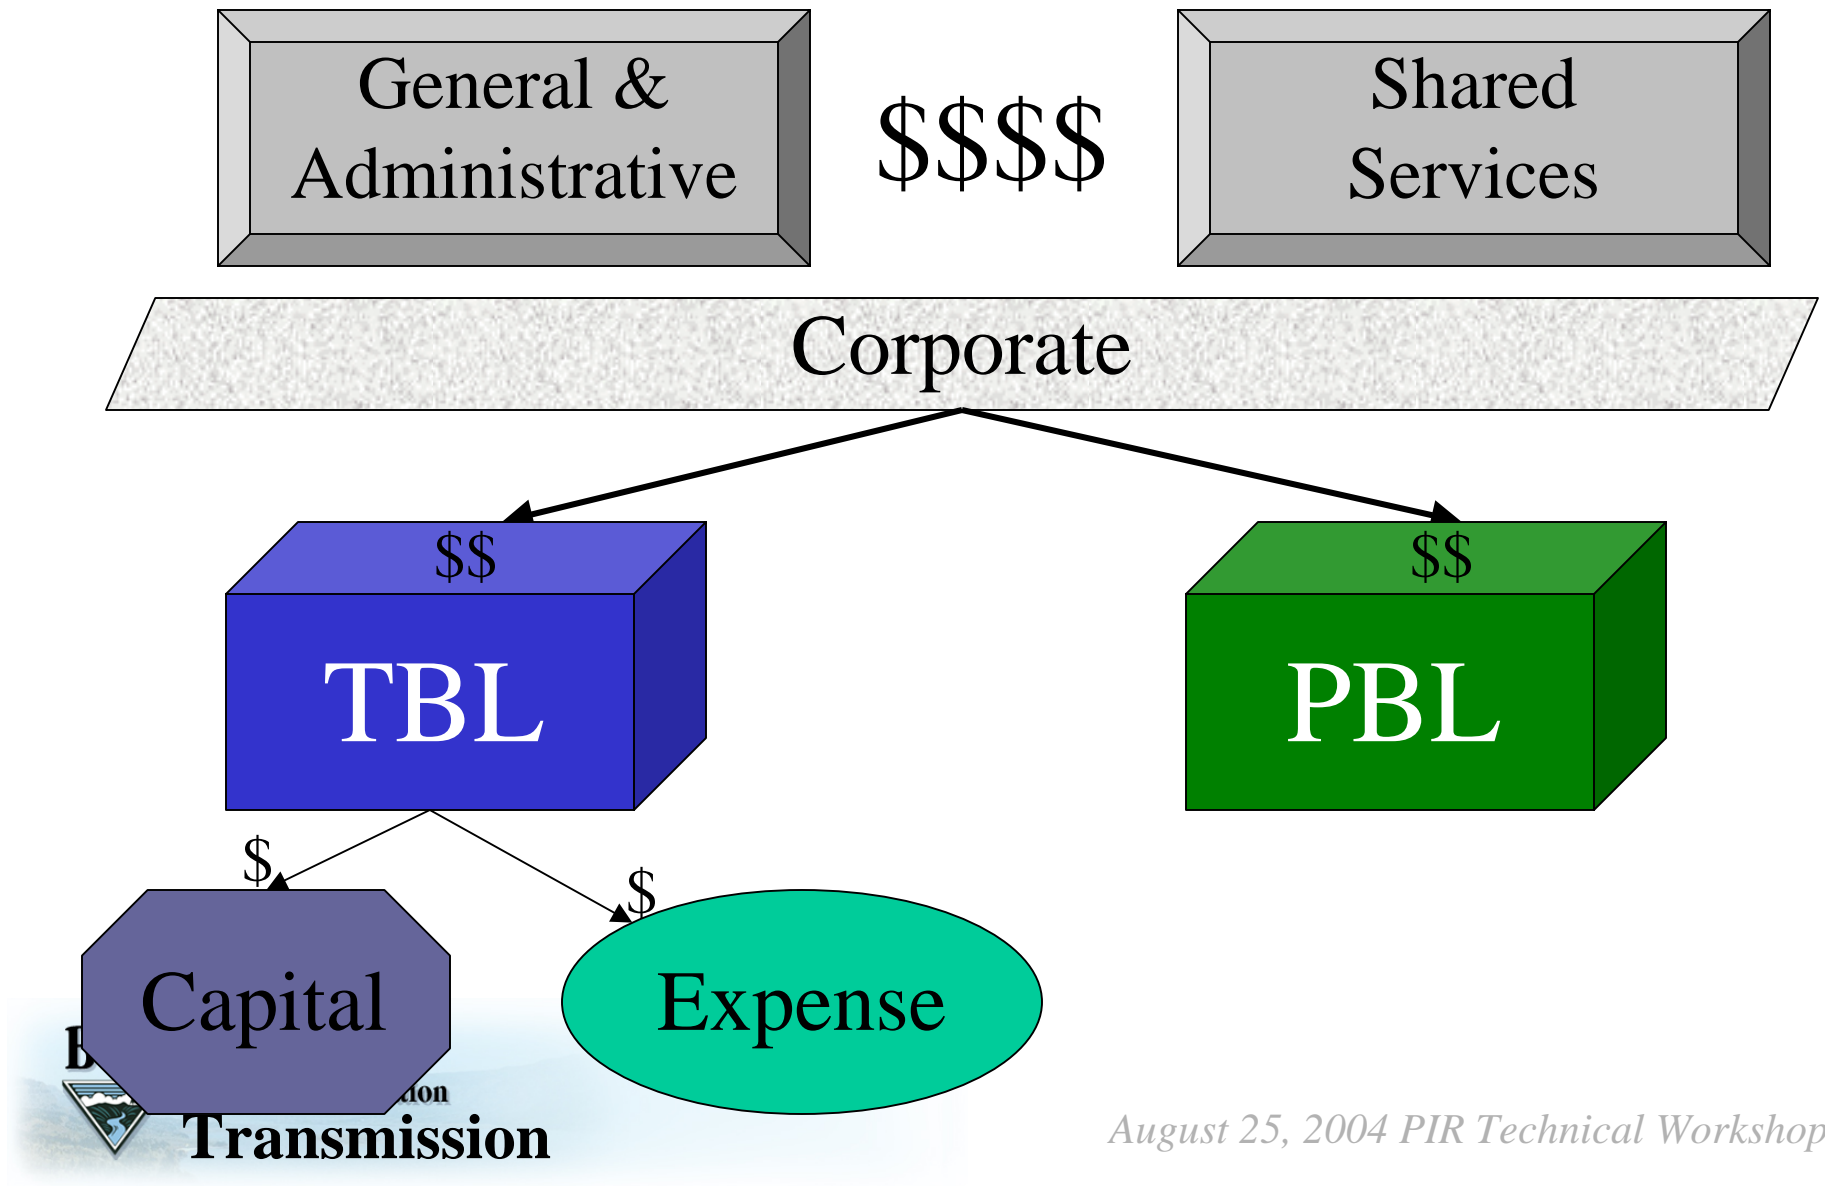 General &
Administrative
$$$$
Shared
Services
Corporate
$$
$$
TBL
PBL
$
$
Capital
Expense
Transmission
August 25, 2004 PIR Technical Workshop